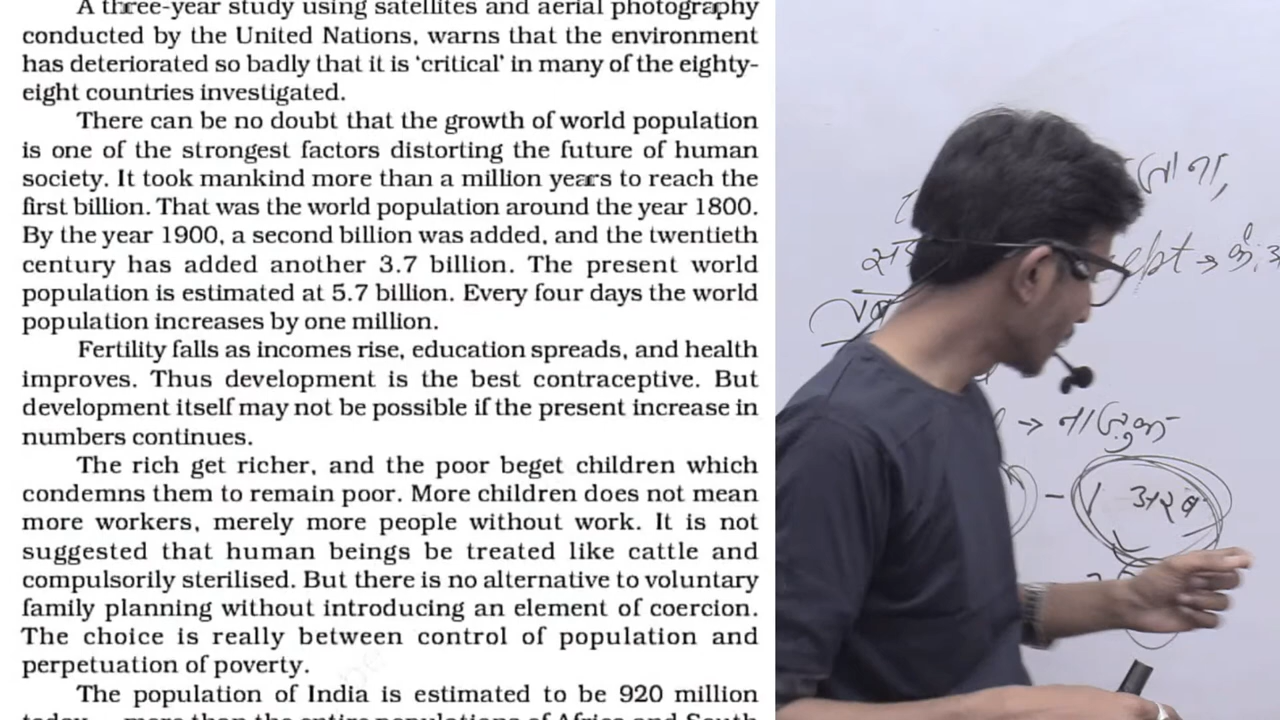 A three-year study using satellites and aerial photography
conducted by the United Nations, warns that the environment
has deteriorated so badly that it is ‘critical’ in many of the eighty-
eight countries investigated.
There can be no doubt that the growth of world population
is one of the strongest factors distorting the future of human
society. It took mankind more than a million years to reach the
first billion. That was the world population around the year 1800.
By the year 1900, a second billion was added, and the twentieth
century has added another 3.7 billion. The present world
population is estimated at 5.7 billion. Every four days the world
population increases by one million.
Fertility falls as incomes rise, education spreads, and health
improves. Thus development is the best contraceptive. But
development itself may not be possible if the present increase in
numbers continues.
The rich get richer, and the poor beget children which
condemns them to remain poor. More children does not mean
more workers, merely more people without work. It is not
suggested that human beings be treated like cattle and
compulsorily sterilised. But there is no alternative to voluntary
family planning without introducing an element of coercion.
The choice is really between control of population and
perpetuation of poverty.
The population of India is estimated to be 920 million
today — more than the entire populations of Africa and South
→ नाज़ुक
अरब